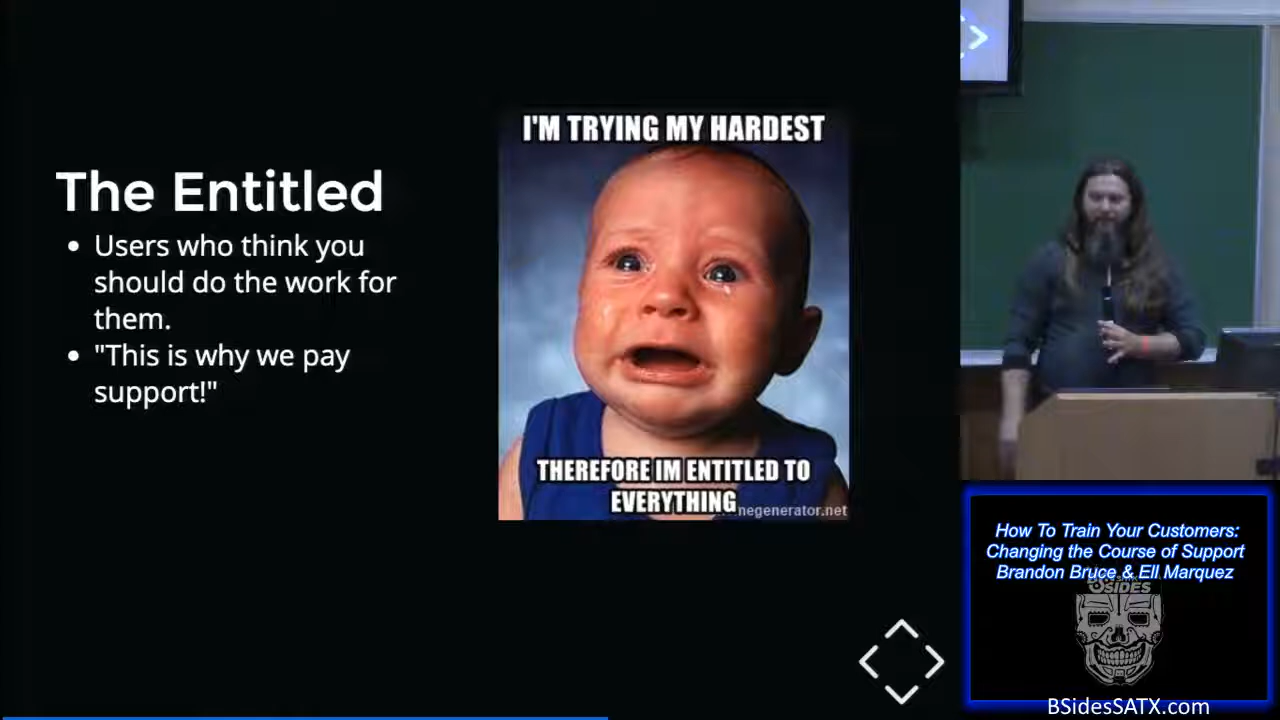 The Entitled
• Users who think you
should do the work for
them.
• "This is why we pay
support!"
I'M TRYING MY HARDEST
THEREFORE IM ENTITLED TO
EVERYTHING
negenerator.net
How To Train Your Customers:
Changing the Course of Support
Brandon Bruce & Ell Marquez
BSIDES
BSidesSATX.com